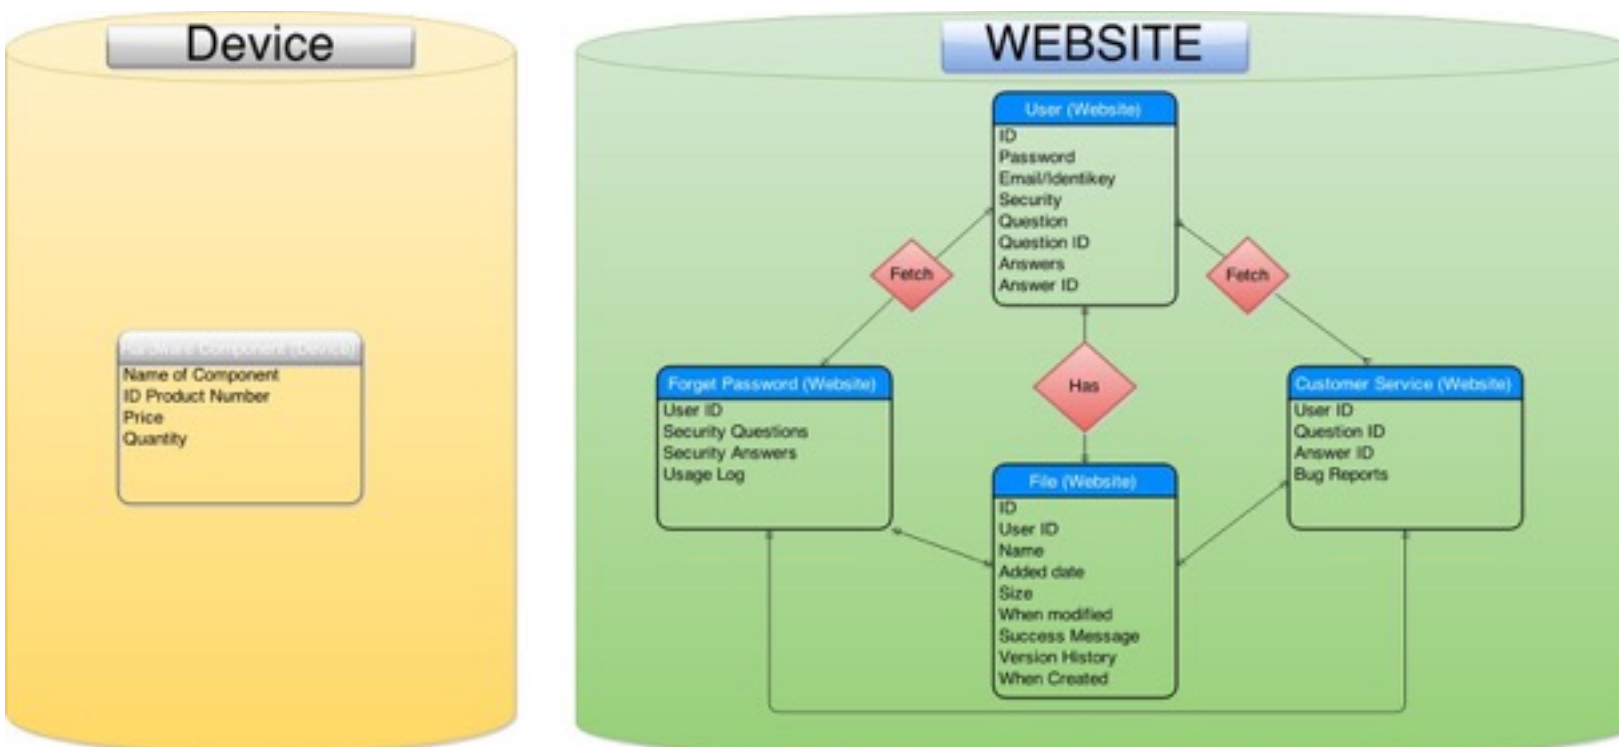 Device
Hardware Component (Device)
Name of Component
ID Product Number
Price
Quantity
WEBSITE
User (Website)
ID
Password
Email/Identikey
Security
Question
Question ID
Answers
Answer ID
Fetch
Fetch
Forget Password (Website)
User ID
Security Questions
Security Answers
Usage Log
Has
Customer Service (Website)
User ID
Question ID
Answer ID
Bug Reports
File (Website)
ID
User ID
Name
Added date
Size
When modified
Success Message
Version History
When Created